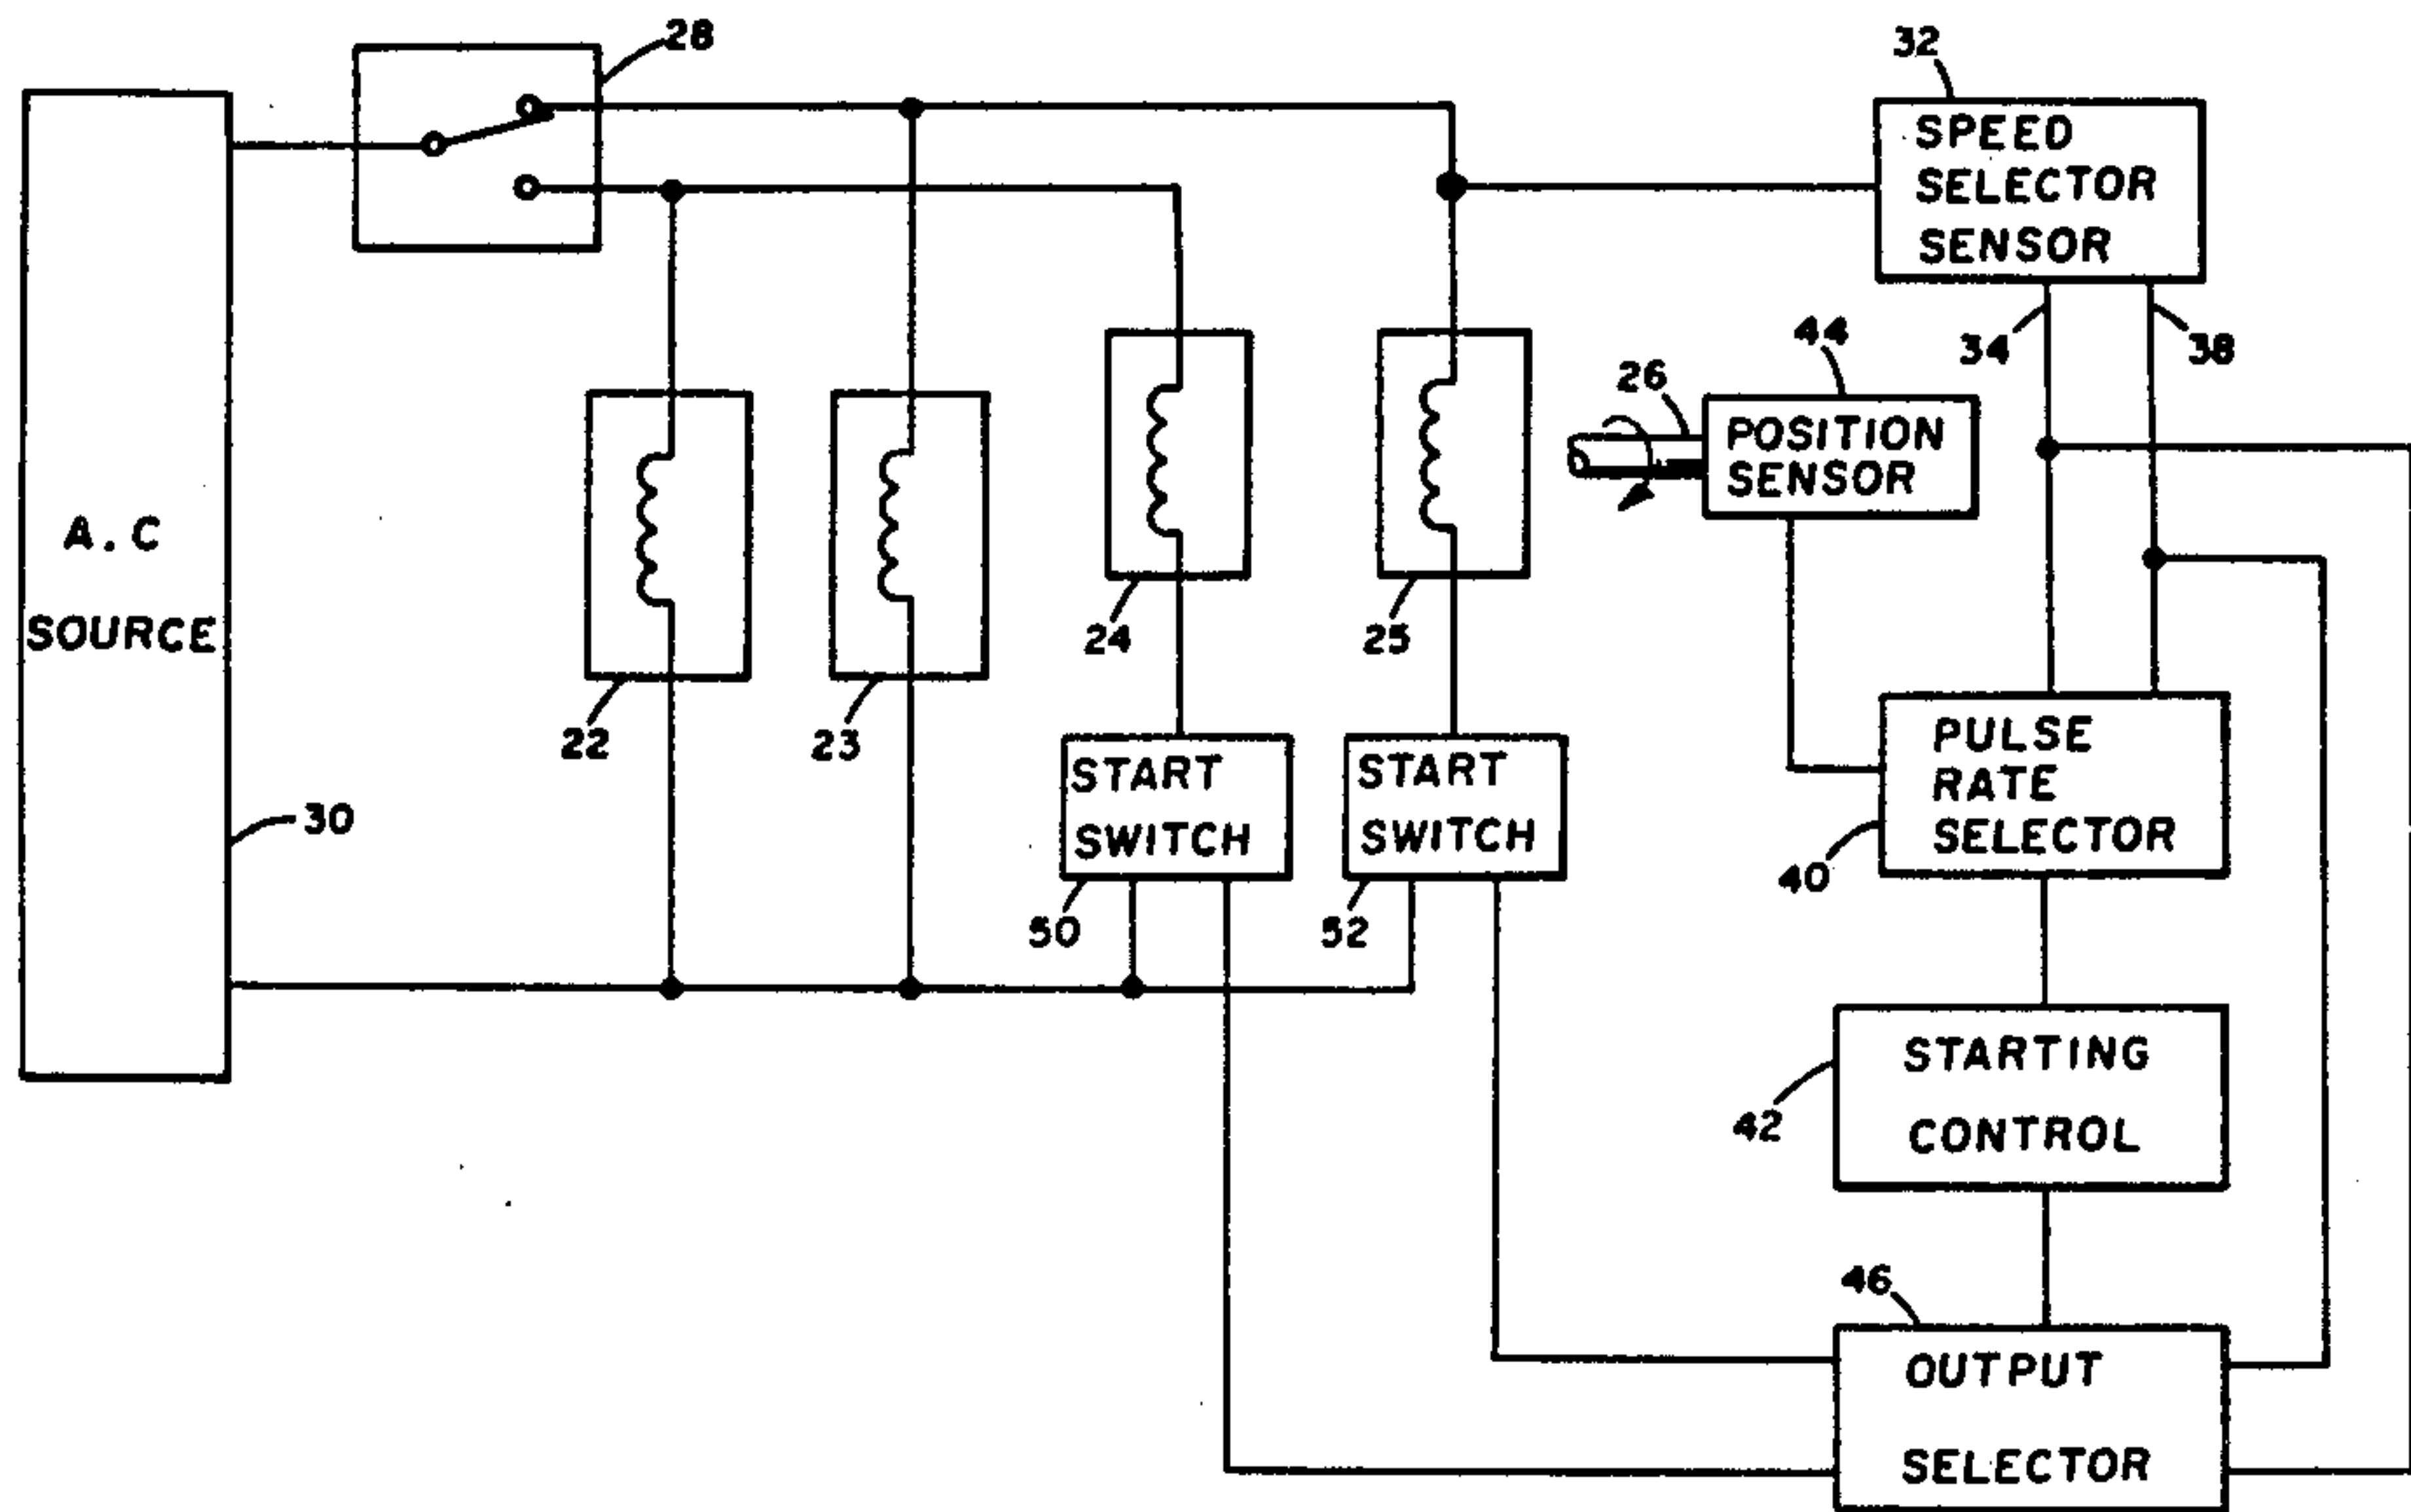 28
32
SPEED
SELECTOR
SENSOR
34
38
44
26
POSITION
SENSOR
A.C
SOURCE
24
25
22
23
START
SWITCH
START
SWITCH
PULSE
RATE
SELECTOR
30
40
50
52
STARTING
CONTROL
42
46
OUTPUT
SELECTOR